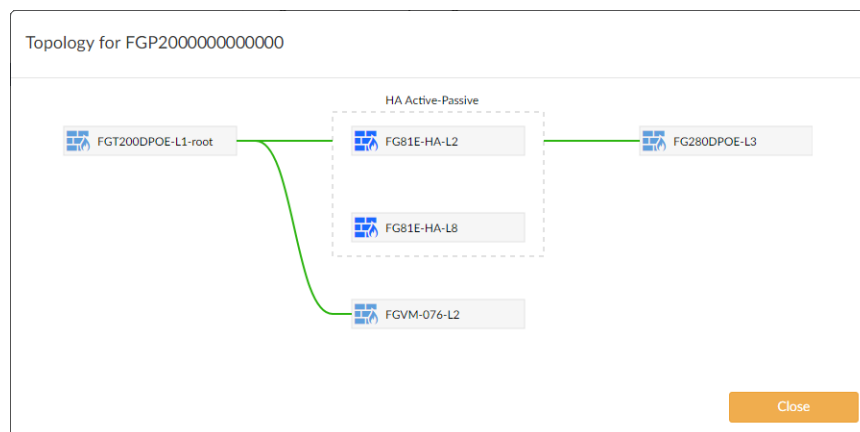 Topology for FGP2000000000000
HA Active-Passive
FGT200DPOE-L1-root
FG81E-HA-L2
FG280DPOE-L3
FG81E-HA-L8
FGVM-076-L2
Close